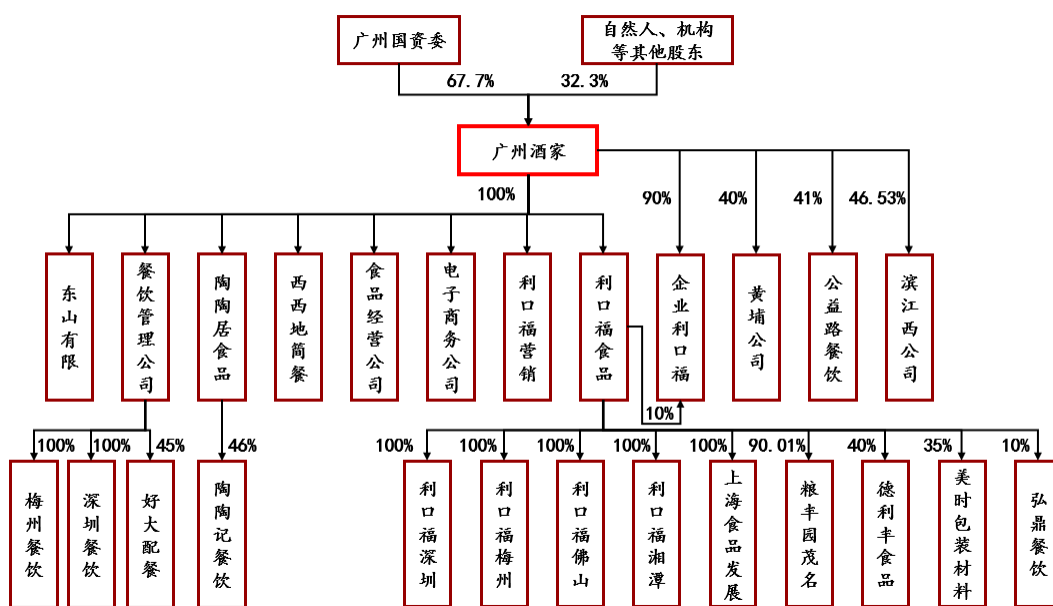 广州国资委
自然人、机构
等其他股东
67.7%
32.3%
广州酒家
100%
90%
40%
41%
46.53%
东山有限
餐饮管理公司
陶陶居食品
西西地简餐
食品经营公司
电子商务公司
利口福营销
利口福食品
企业利口福
黄埔公司
公益路餐饮
滨江西公司
10%
100%
100%
45%
46%
100%
100%
100%
100%
100%
90.01%
40%
35%
10%
梅州餐饮
深圳餐饮
好大配餐
陶陶记餐饮
利口福深圳
利口福梅州
利口福佛山
利口福湘潭
上海食品发展
粮丰园茂名
德利丰食品
美时包装材料
弘鼎餐饮